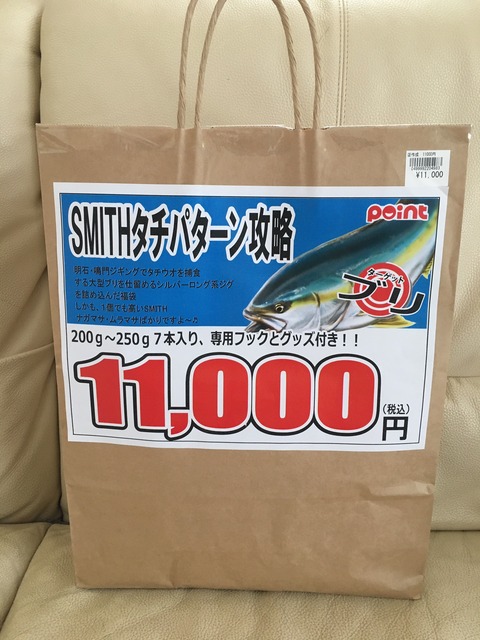 ¥11,000
point
SMITHタチパターン攻略
明石・鳴門ジギングでタチウオを捕食
する大型ブリを仕留めるシルバーロング系ジグ
を詰め込んだ福袋
しかも、1個でも高いSMITH
ナガマサ・ムラマサばかりですよ～♫
ターゲット
ブリ
200g～250g7本入り、専用フックとグッズ付き！！
11,000
(税込)
円